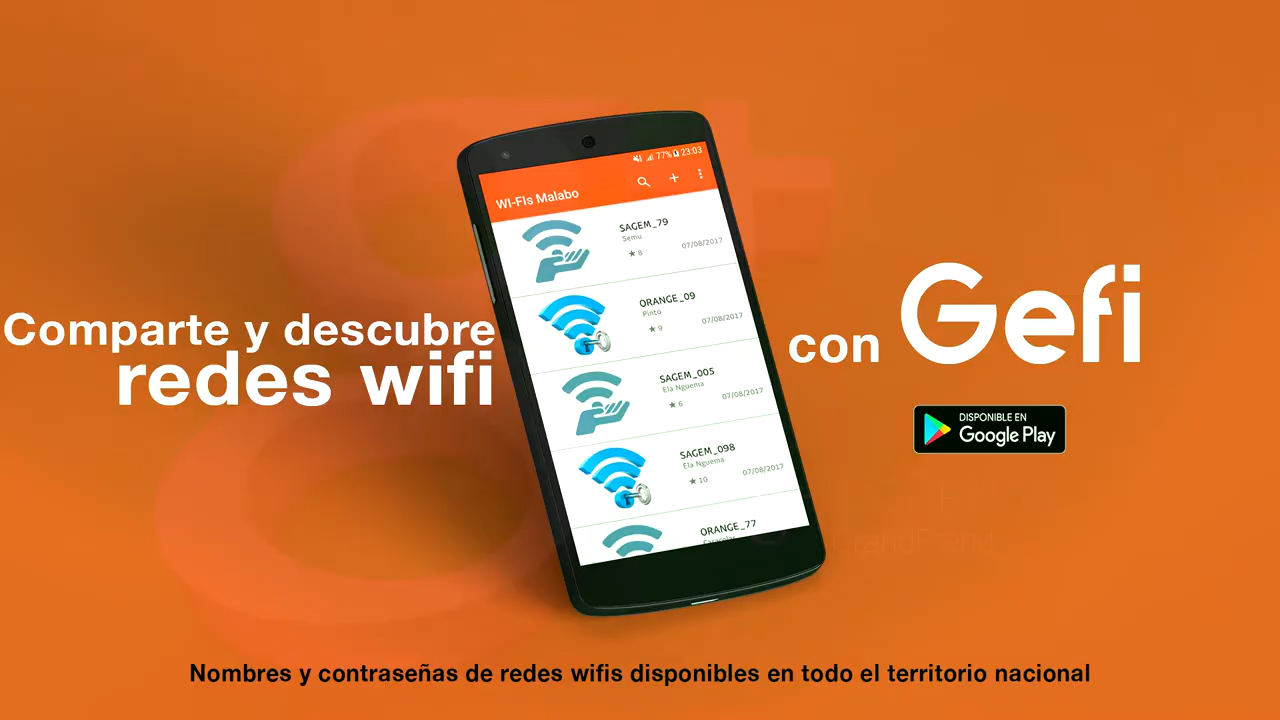 Comparte y descubre
redes wifi
77% 23:03
WI-FIs Malabo
SAGEM_79
Semu
8
07/08/2017
ORANGE_09
Pinto
9
07/08/2017
SAGEM_005
Ela Nguema
6
07/08/2017
SAGEM_098
Ela Nguema
10
07/08/2017
ORANGE_77
con Gefi
DISPONIBLE EN
Google Play
Nombres y contraseñas de redes wifis disponibles en todo el territorio nacional